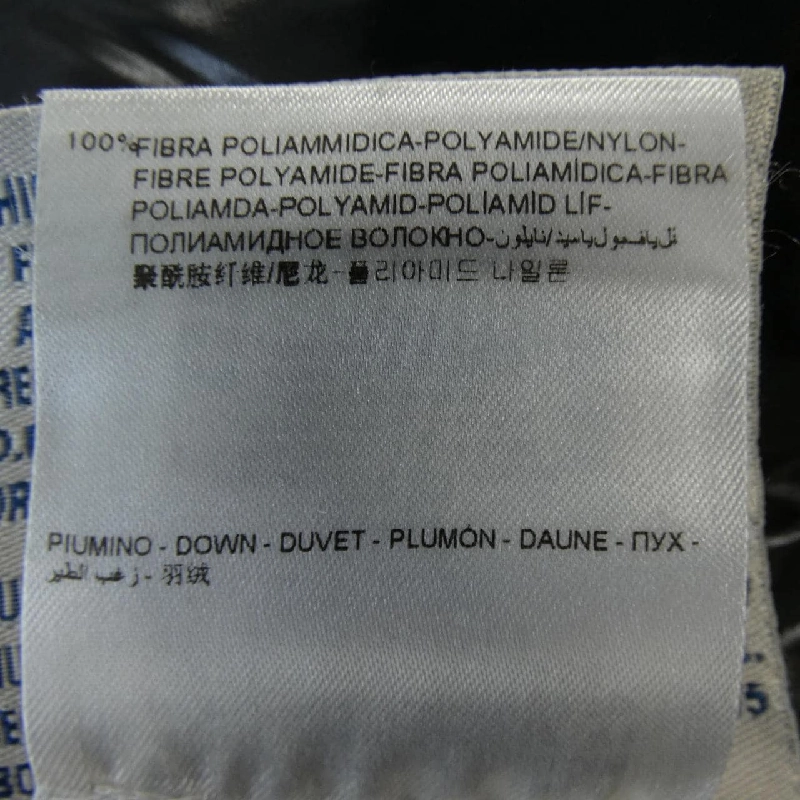 100% FIBRA POLIAMMIDICA-POLYAMIDE/NYLON-
FIBRE POLYAMIDE-FIBRA POLIAMÍDICA-FIBRA
POLIAMDA-POLYAMID-POLİAMİD LİF-
ПОЛИАМИДНОЕ ВОЛОКНО-
聚酰胺纤维/尼龙-폴리아미드 나일론
PIUMINO - DOWN - DUVET - PLUMÓN - DAUNE - ПУХ -
زغب الطير - 羽绒